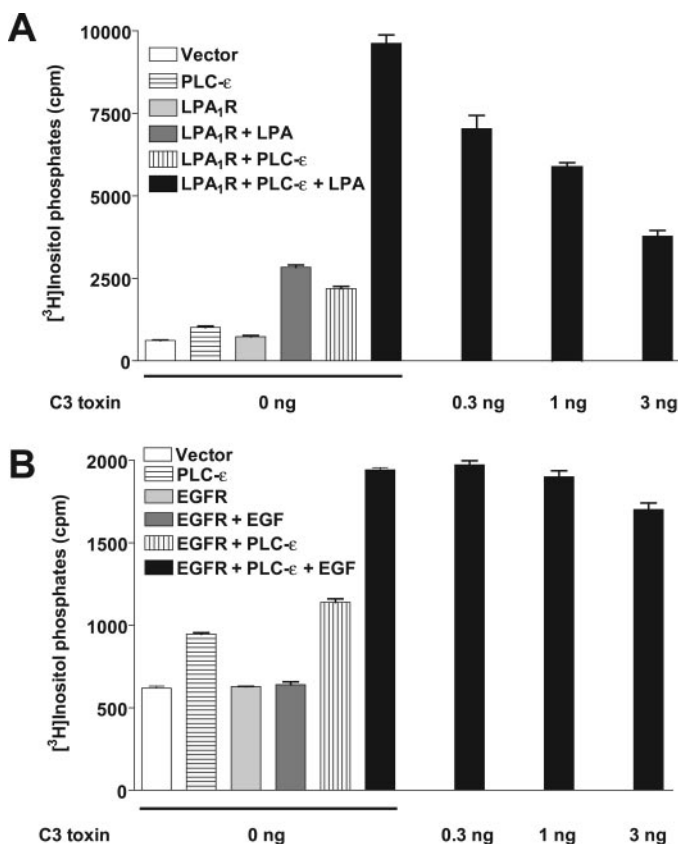 A
[³H]Inositol phosphates (cpm)
10000
7500
5000
2500
0
Vector
PLC-ε
LPA₁R
LPA₁R + LPA
LPA₁R + PLC-ε
LPA₁R + PLC-ε + LPA
C3 toxin 0 ng 0.3 ng 1 ng 3 ng
B
[³H]Inositol phosphates (cpm)
2000
1500
1000
500
0
Vector
PLC-ε
EGFR
EGFR + EGF
EGFR + PLC-ε
EGFR + PLC-ε + EGF
C3 toxin 0 ng 0.3 ng 1 ng 3 ng